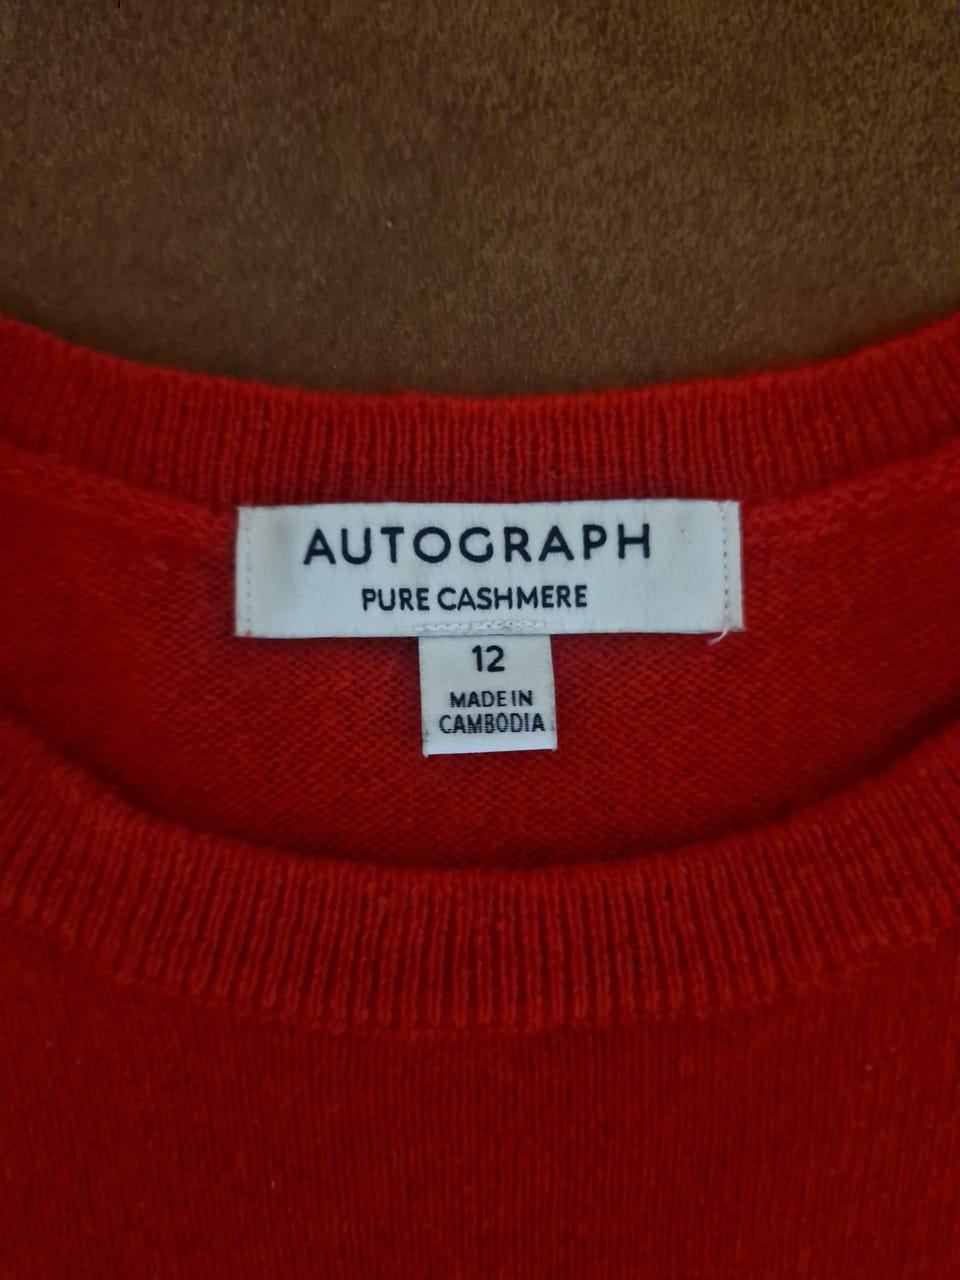 AUTOGRAPH
PURE CASHMERE
12
MADE IN
CAMBODIA